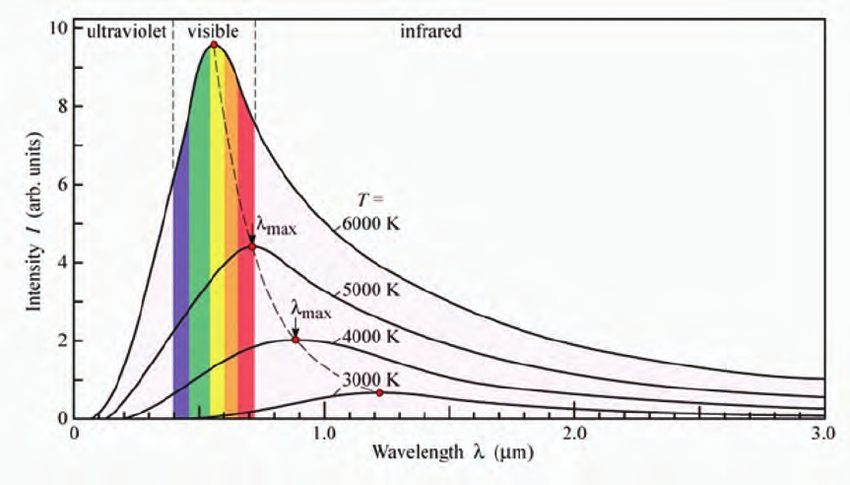 10
ultraviolet
visible
infrared
8
6
4
2
0
Intensity I (arb. units)
T =
6000 K
λmax
5000 K
λmax
4000 K
3000 K
0
1.0
2.0
3.0
Wavelength λ (μm)